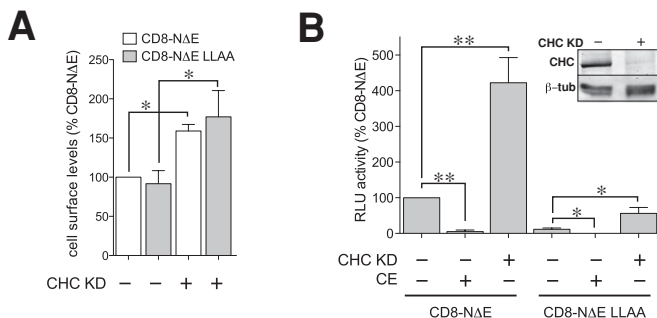 A
CD8-NΔE
CD8-NΔE LLAA
cell surface levels (% CD8-NΔE)
250
200
150
100
50
0
*
*
CHC KD − − + +
B
RLU activity (% CD8-NΔE)
500
400
300
200
100
0
**
**
*
*
CHC KD − +
CHC
β-tub
CHC KD − − + − − +
CE − + − − + −
CD8-NΔE CD8-NΔE LLAA